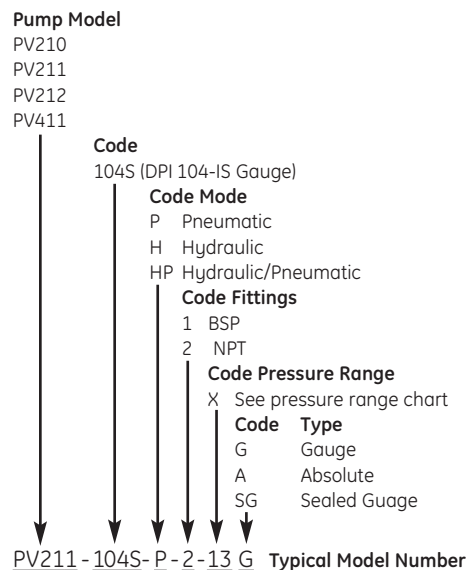 Pump Model
PV210
PV211
PV212
PV411
Code
104S (DPI 104-IS Gauge)
Code Mode
P Pneumatic
H Hydraulic
HP Hydraulic/Pneumatic
Code Fittings
1 BSP
2 NPT
Code Pressure Range
X See pressure range chart
Code Type
G Gauge
A Absolute
SG Sealed Guage
PV211 - 104S- P - 2 - 13 G Typical Model Number